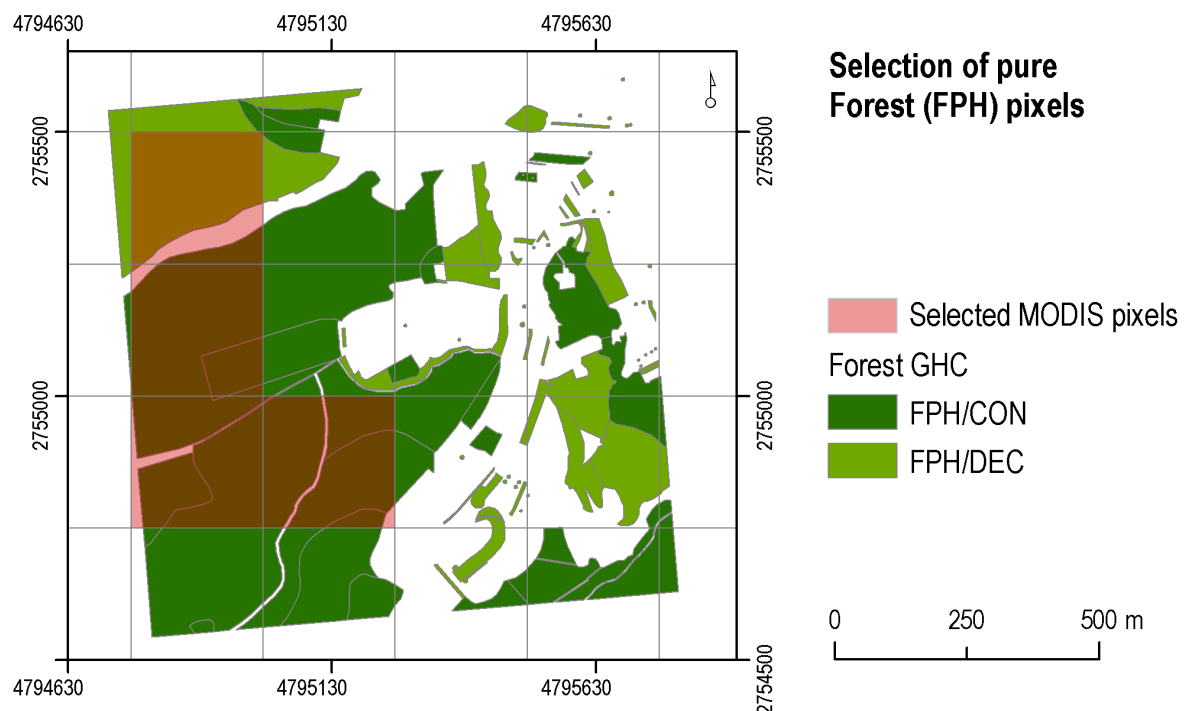 4794630
4795130
4795630
Selection of pure
Forest (FPH) pixels
2755500
2755500
Selected MODIS pixels
Forest GHC
2755000
2755000
FPH/CON
FPH/DEC
0
250
500 m
2754500
4794630
4795130
4795630